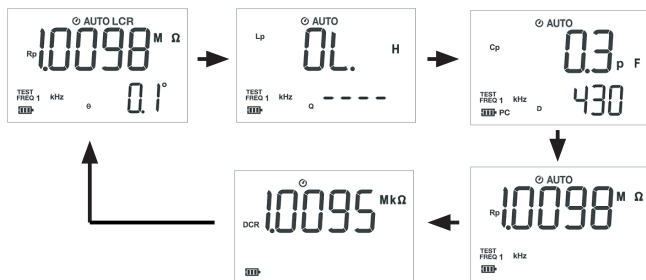 AUTO LCR
Rp 1.0098 M Ω
TEST FREQ 1 kHz θ 0.1°
AUTO
Lp OL. H
TEST FREQ 1 kHz Q ----
AUTO
Cp 0.3 p F
TEST FREQ 1 kHz D 430
PC
AUTO
Rp 1.0098 M Ω
TEST FREQ 1 kHz
DCR 1.0095 MkΩ